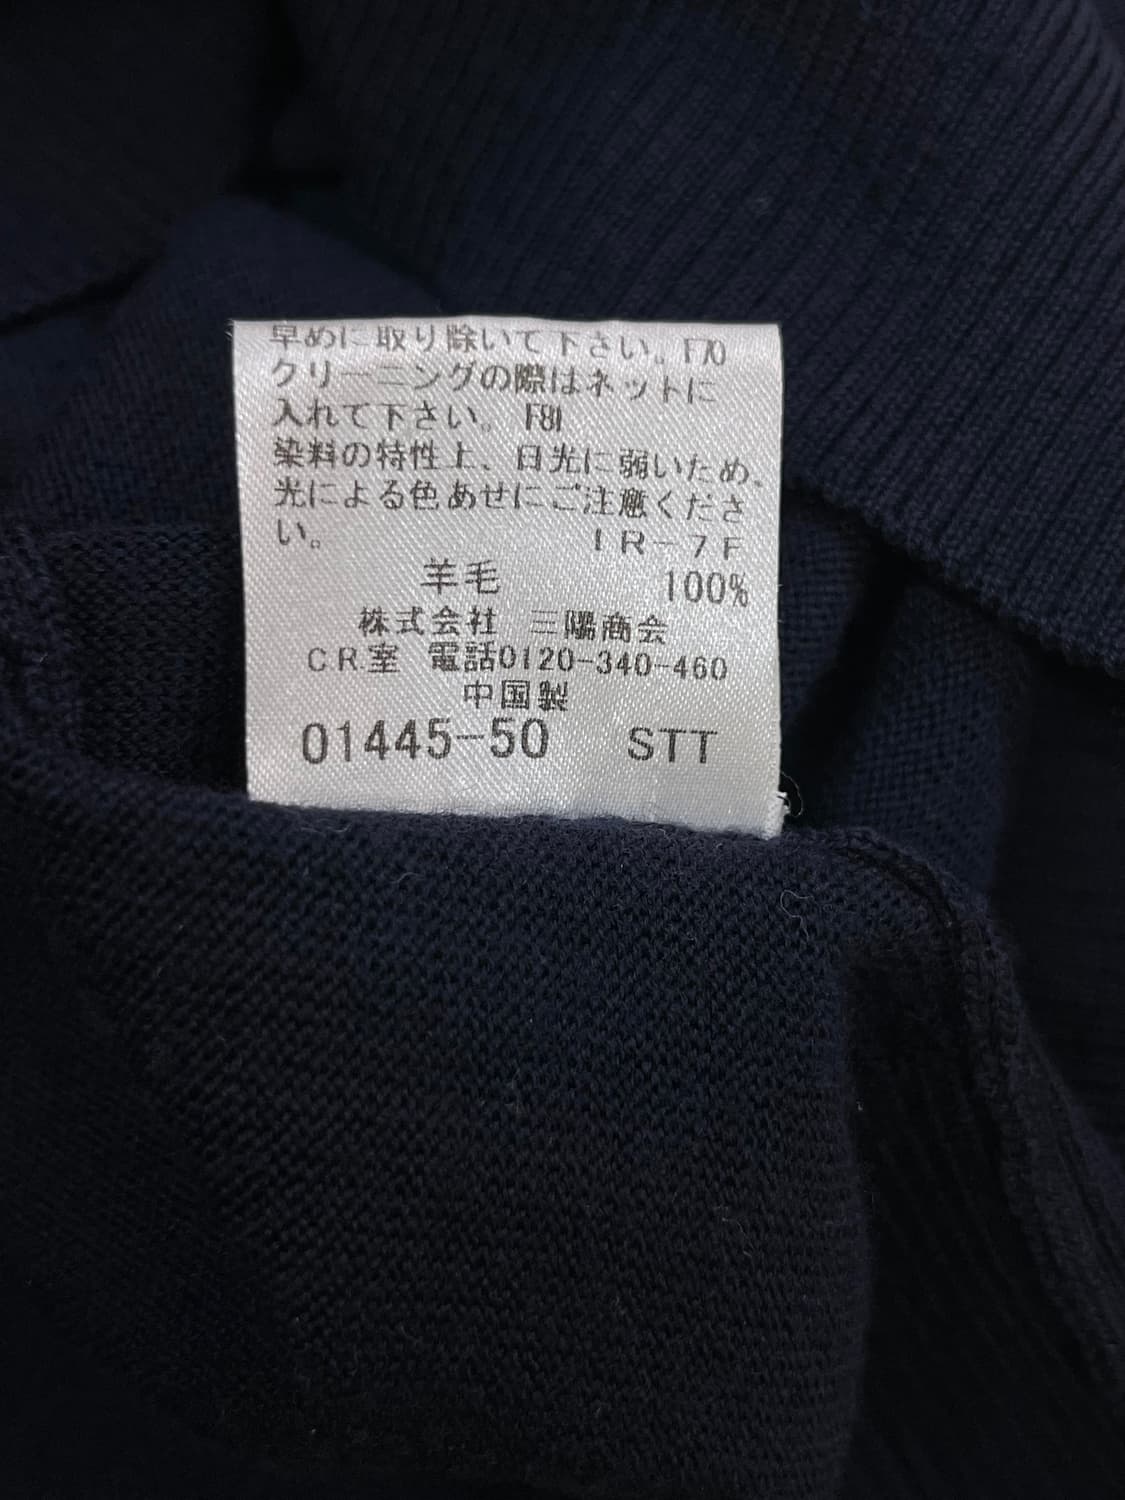 早めに取り除いて下さい。F70
クリーニングの際はネットに
入れて下さい。 F81
染料の特性上、日光に弱いため、
光による色あせにご注意くださ
い。 IR-7F
羊毛 100%
株式会社 三陽商会
CR室 電話0120-340-460
中国製
01445-50 STT